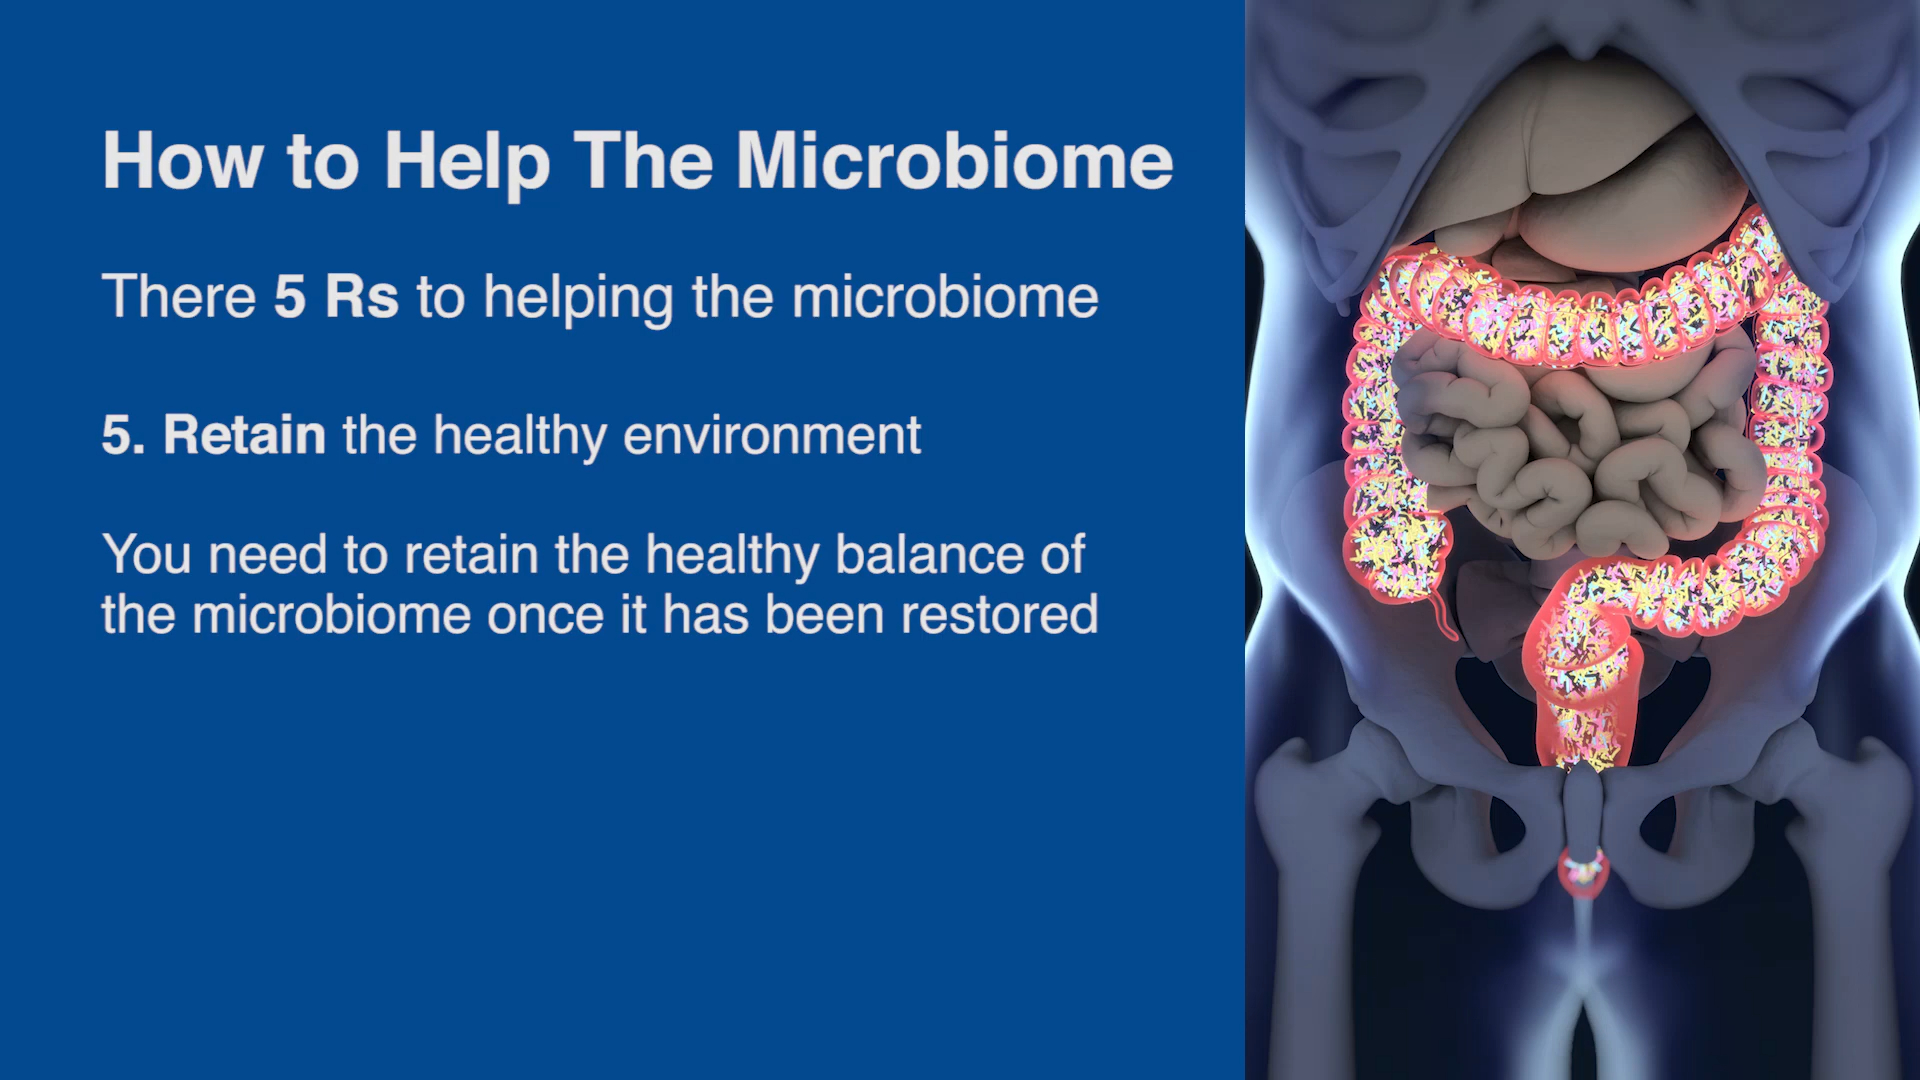 How to Help The Microbiome
There 5 Rs to helping the microbiome
5. Retain the healthy environment
You need to retain the healthy balance of
the microbiome once it has been restored